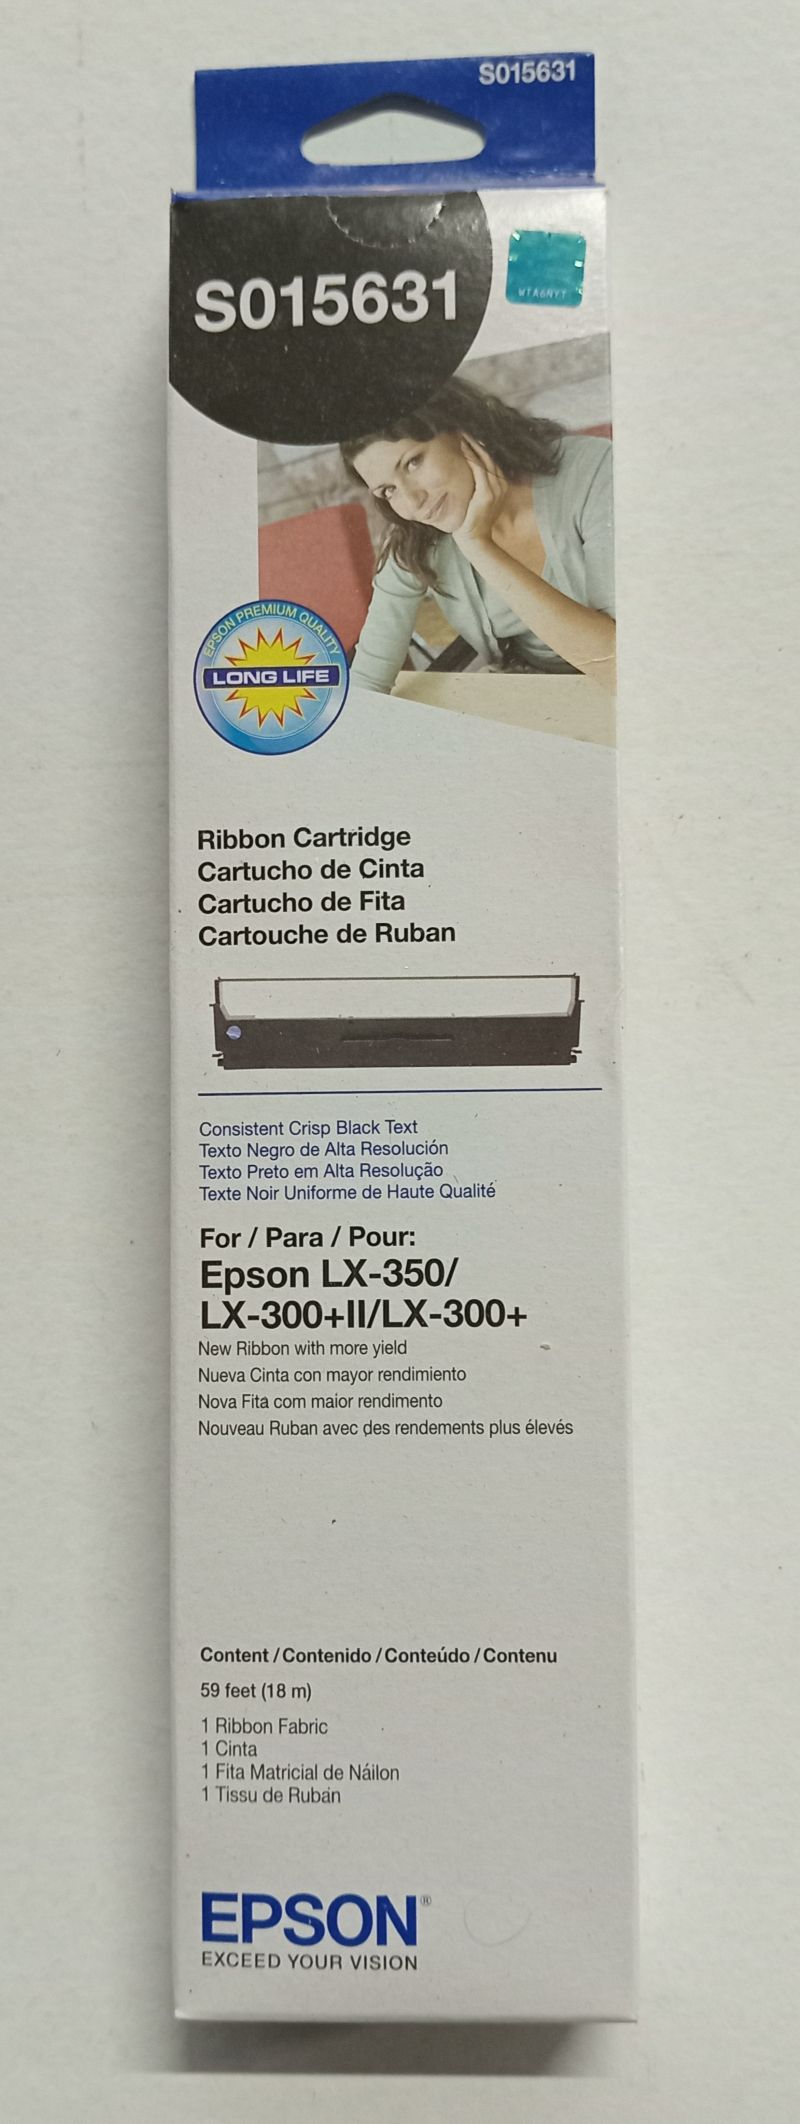 S015631
S015631
WTA6NYT
EPSON PREMIUM QUALITY
LONG LIFE
Ribbon Cartridge
Cartucho de Cinta
Cartucho de Fita
Cartouche de Ruban
Consistent Crisp Black Text
Texto Negro de Alta Resolución
Texto Preto em Alta Resolução
Texte Noir Uniforme de Haute Qualité
For / Para / Pour:
Epson LX-350/
LX-300+II/LX-300+
New Ribbon with more yield
Nueva Cinta con mayor rendimiento
Nova Fita com maior rendimento
Nouveau Ruban avec des rendements plus élevés
Content / Contenido / Conteúdo / Contenu
59 feet (18 m)
1 Ribbon Fabric
1 Cinta
1 Fita Matricial de Náilon
1 Tissu de Ruban
EPSON®
EXCEED YOUR VISION